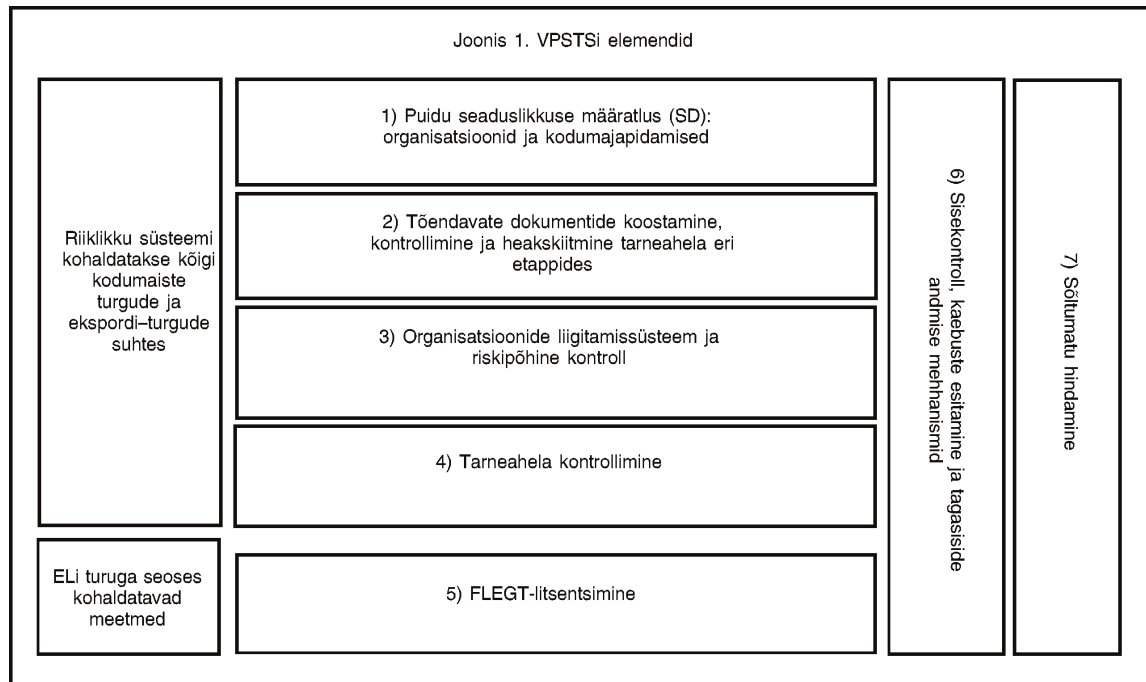 Joonis 1. VPSTSi elemendid
Riiklikku süsteemi
kohaldatakse kõigi
kodumaiste
turgude ja
ekspordi–turgude
suhtes
1) Puidu seaduslikkuse määratlus (SD):
organisatsioonid ja kodumajapidamised
2) Tõendavate dokumentide koostamine,
kontrollimine ja heakskiitmine tarneahela eri
etappides
3) Organisatsioonide liigitamissüsteem ja
riskipõhine kontroll
4) Tarneahela kontrollimine
ELi turuga seoses
kohaldatavad
meetmed
5) FLEGT-litsentsimine
6) Sisekontroll, kaebuste esitamine ja tagasiside
andmise mehhanismid
7) Sõltumatu hindamine